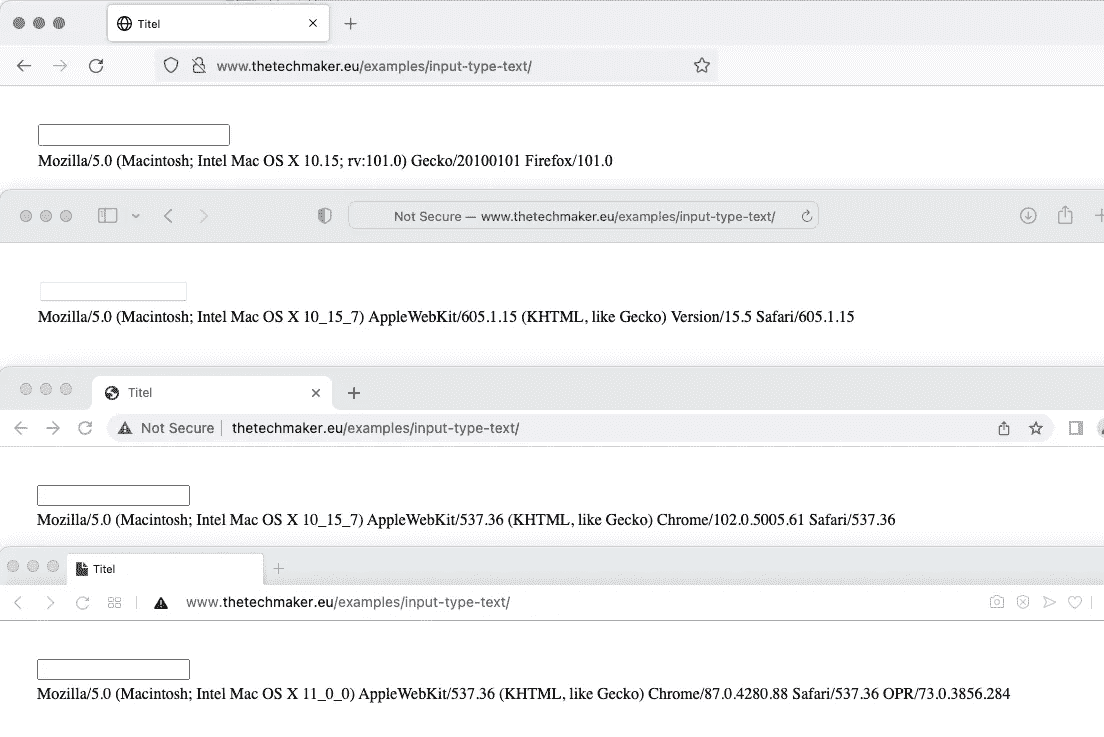 Titel
www.thetechmaker.eu/examples/input-type-text/
Mozilla/5.0 (Macintosh; Intel Mac OS X 10.15; rv:101.0) Gecko/20100101 Firefox/101.0
Not Secure — www.thetechmaker.eu/examples/input-type-text/
Mozilla/5.0 (Macintosh; Intel Mac OS X 10_15_7) AppleWebKit/605.1.15 (KHTML, like Gecko) Version/15.5 Safari/605.1.15
Titel
Not Secure | thetechmaker.eu/examples/input-type-text/
Mozilla/5.0 (Macintosh; Intel Mac OS X 10_15_7) AppleWebKit/537.36 (KHTML, like Gecko) Chrome/102.0.5005.61 Safari/537.36
Titel
www.thetechmaker.eu/examples/input-type-text/
Mozilla/5.0 (Macintosh; Intel Mac OS X 11_0_0) AppleWebKit/537.36 (KHTML, like Gecko) Chrome/87.0.4280.88 Safari/537.36 OPR/73.0.3856.284